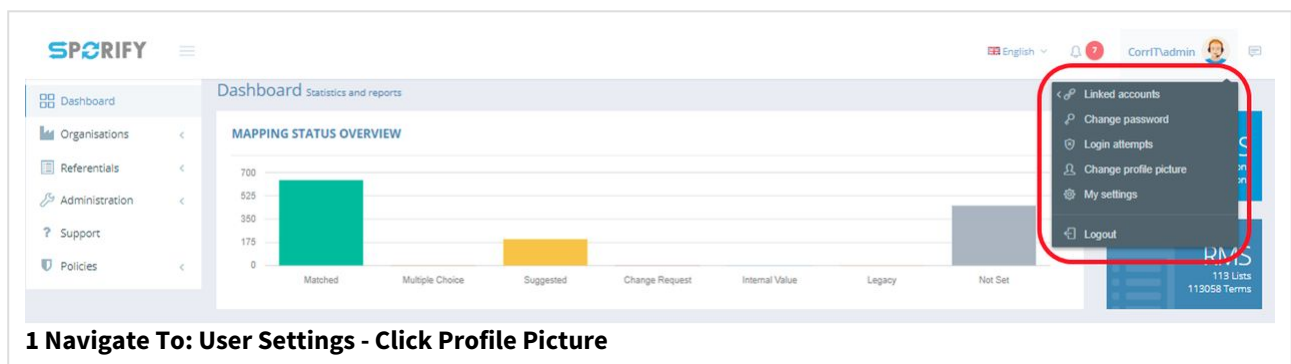 SPORIFY
English
7
CorrIT\admin
Dashboard
Organisations
Referentials
Administration
Support
Policies
Dashboard Statistics and reports
MAPPING STATUS OVERVIEW
700
525
350
175
0
Matched
Multiple Choice
Suggested
Change Request
Internal Value
Legacy
Not Set
Linked accounts
Change password
Login attempts
Change profile picture
My settings
Logout
S
on
on
RMS
113 Lists
113058 Terms
1 Navigate To: User Settings - Click Profile Picture